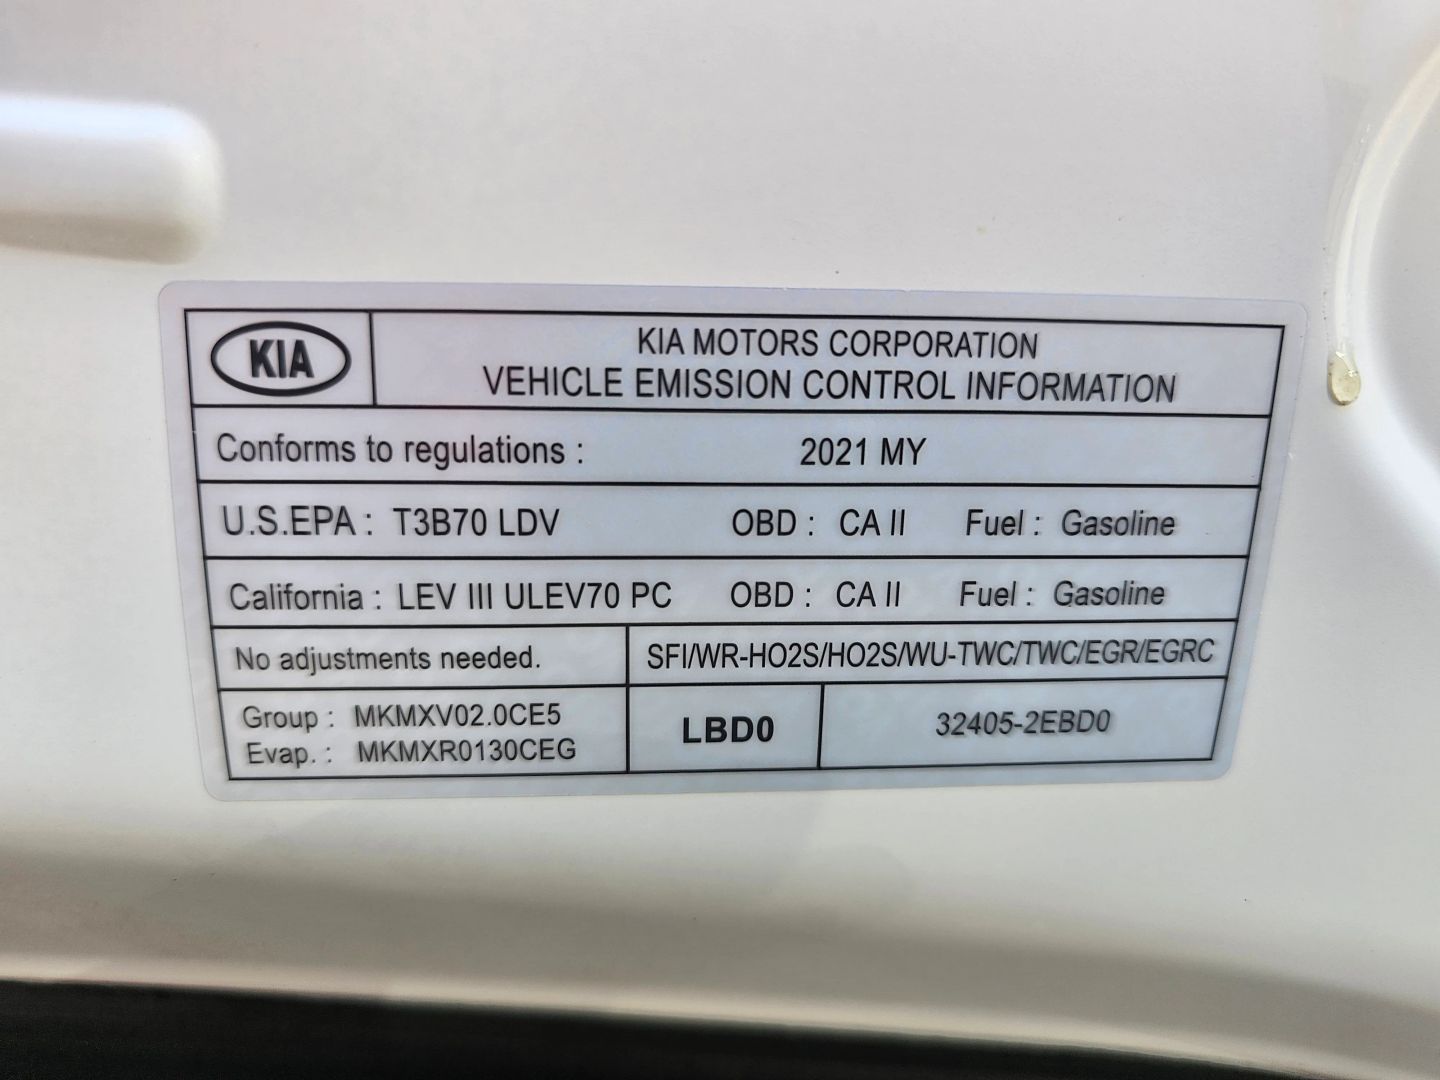 KIA
KIA MOTORS CORPORATION
VEHICLE EMISSION CONTROL INFORMATION
Conforms to regulations : 2021 MY
U.S.EPA : T3B70 LDV OBD : CA II Fuel : Gasoline
California : LEV III ULEV70 PC OBD : CA II Fuel : Gasoline
No adjustments needed. SFI/WR-HO2S/HO2S/WU-TWC/TWC/EGR/EGRC
Group : MKMXV02.0CE5
Evap. : MKMXR0130CEG
LBD0
32405-2EBD0